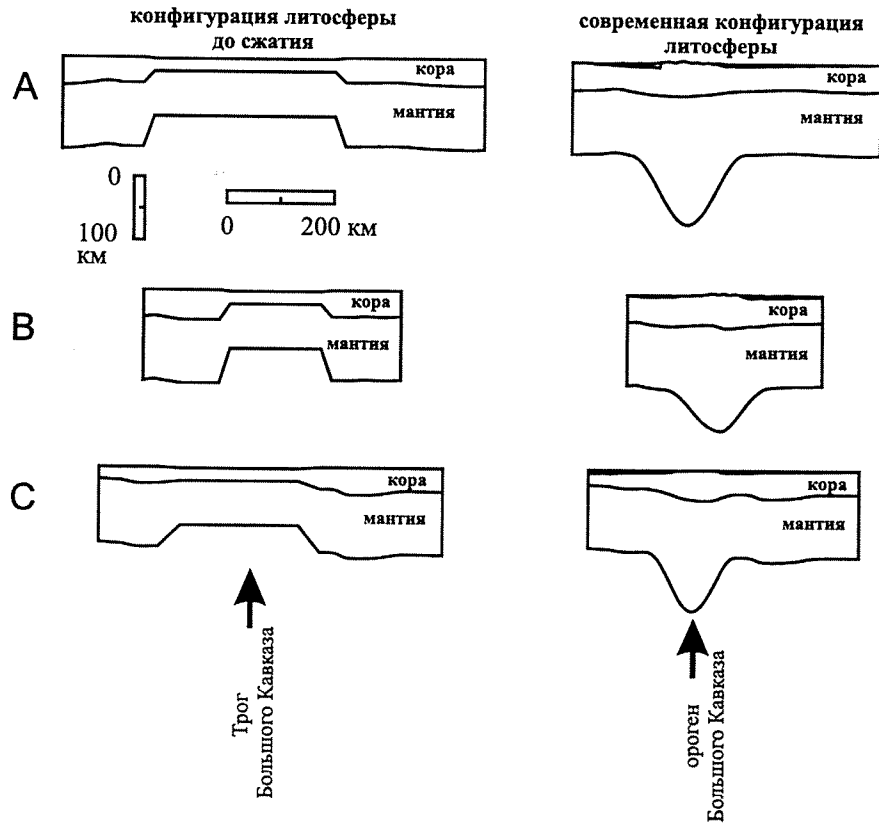 конфигурация литосферы
до сжатия
современная конфигурация
литосферы
A
кора
мантия
кора
мантия
0
100
км
0 200 км
B
кора
мантия
кора
мантия
C
кора
мантия
кора
мантия
Трог
Большого Кавказа
ороген
Большого Кавказа